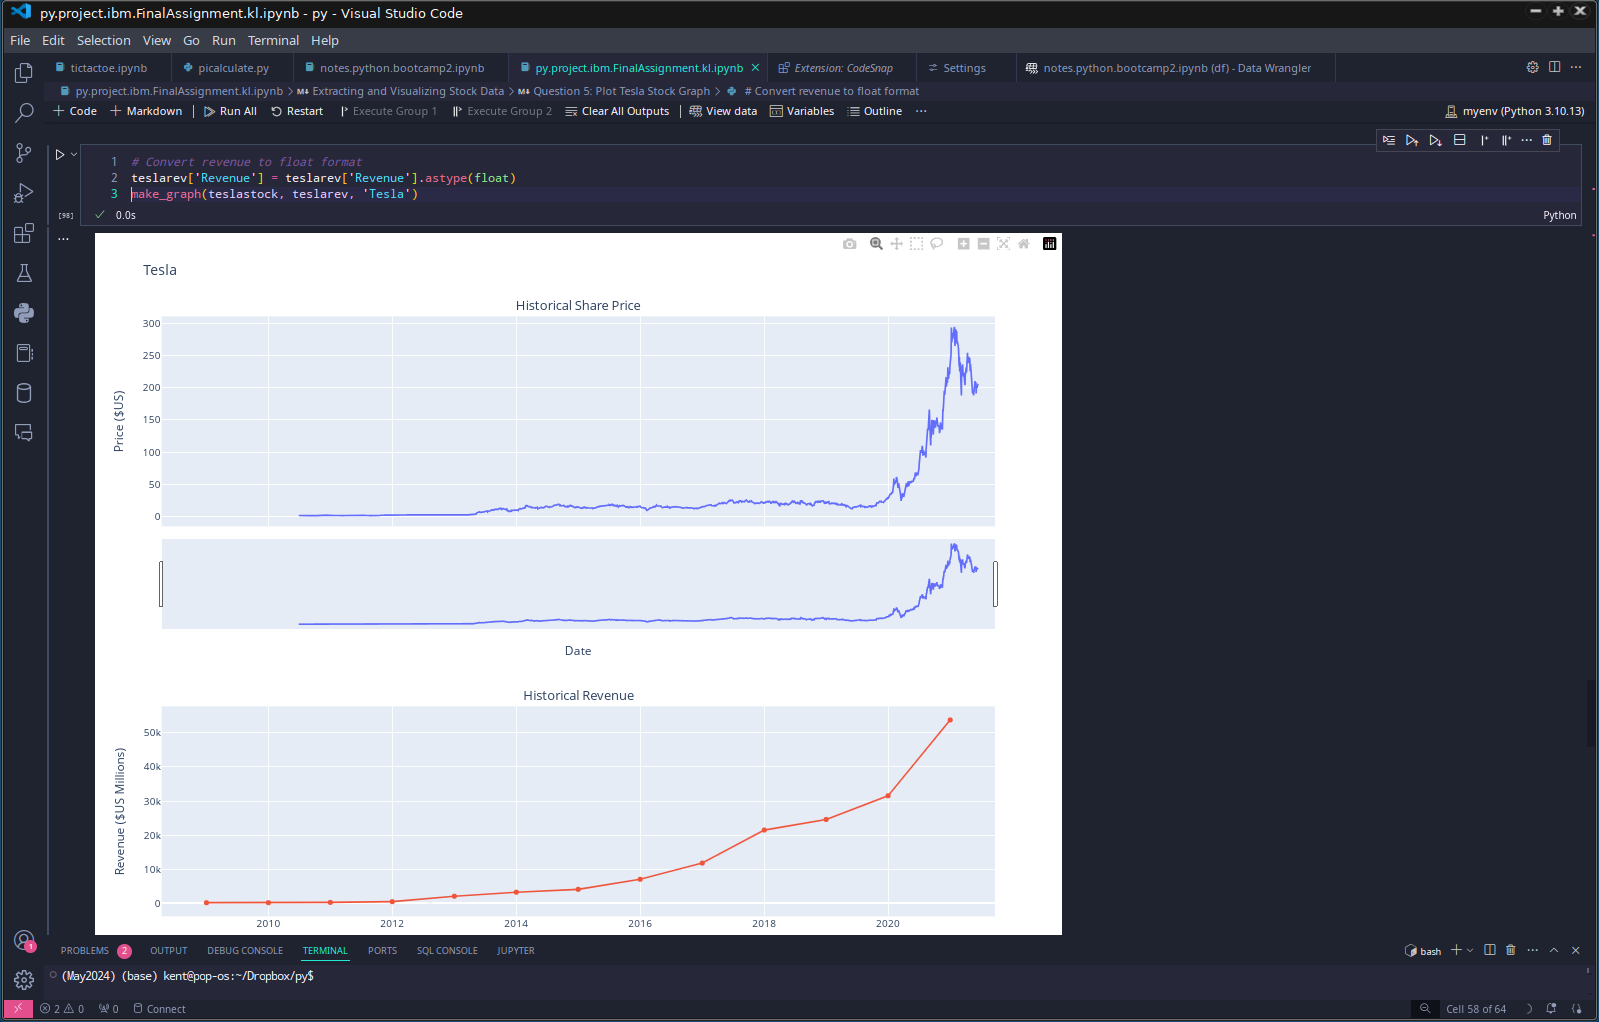 py.project.ibm.FinalAssignment.kl.ipynb - py - Visual Studio Code
File Edit Selection View Go Run Terminal Help
tictactoe.ipynb picalculate.py notes.python.bootcamp2.ipynb py.project.ibm.FinalAssignment.kl.ipynb Extension: CodeSnap Settings notes.python.bootcamp2.ipynb (df) - Data Wrangler
py.project.ibm.FinalAssignment.kl.ipynb > M↓ Extracting and Visualizing Stock Data > M↓ Question 5: Plot Tesla Stock Graph > # Convert revenue to float format
+ Code + Markdown Run All Restart Execute Group 1 Execute Group 2 Clear All Outputs View data Variables Outline ... myenv (Python 3.10.13)
1 # Convert revenue to float format
2 teslarev['Revenue'] = teslarev['Revenue'].astype(float)
3 make_graph(teslastock, teslarev, 'Tesla')
[98] 0.0s Python
...
Tesla
Historical Share Price
300
250
200
150
100
50
0
Price ($US)
Date
Historical Revenue
50k
40k
30k
20k
10k
0
Revenue ($US Millions)
2010 2012 2014 2016 2018 2020
PROBLEMS 2 OUTPUT DEBUG CONSOLE TERMINAL PORTS SQL CONSOLE JUPYTER bash
1
(May2024) (base) kent@pop-os:~/Dropbox/py$
2 0 0 Connect Cell 58 of 64